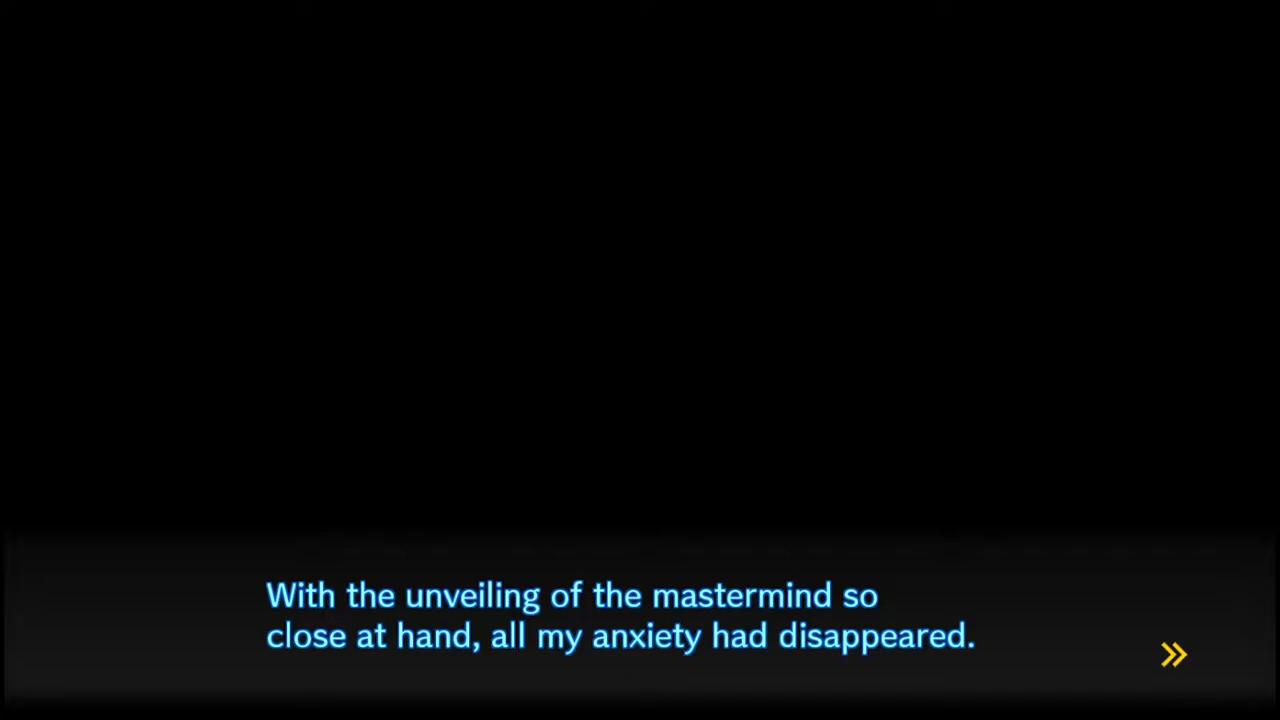 With the unveiling of the mastermind so
close at hand, all my anxiety had disappeared.